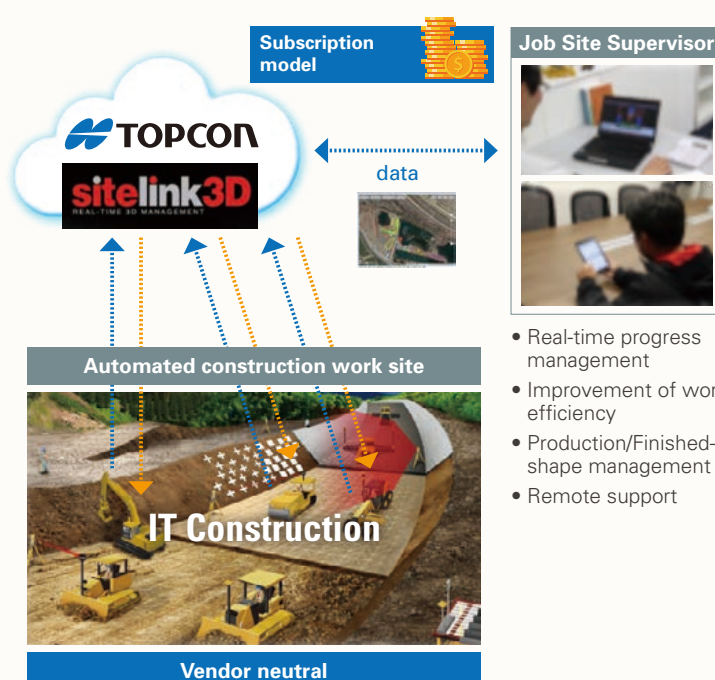 Subscription
model
Job Site Supervisor
TOPCON
sitelink3D
REAL-TIME 3D MANAGEMENT
data
Automated construction work site
IT Construction
Vendor neutral
• Real-time progress
management
• Improvement of wor
efficiency
• Production/Finished-
shape management
• Remote support